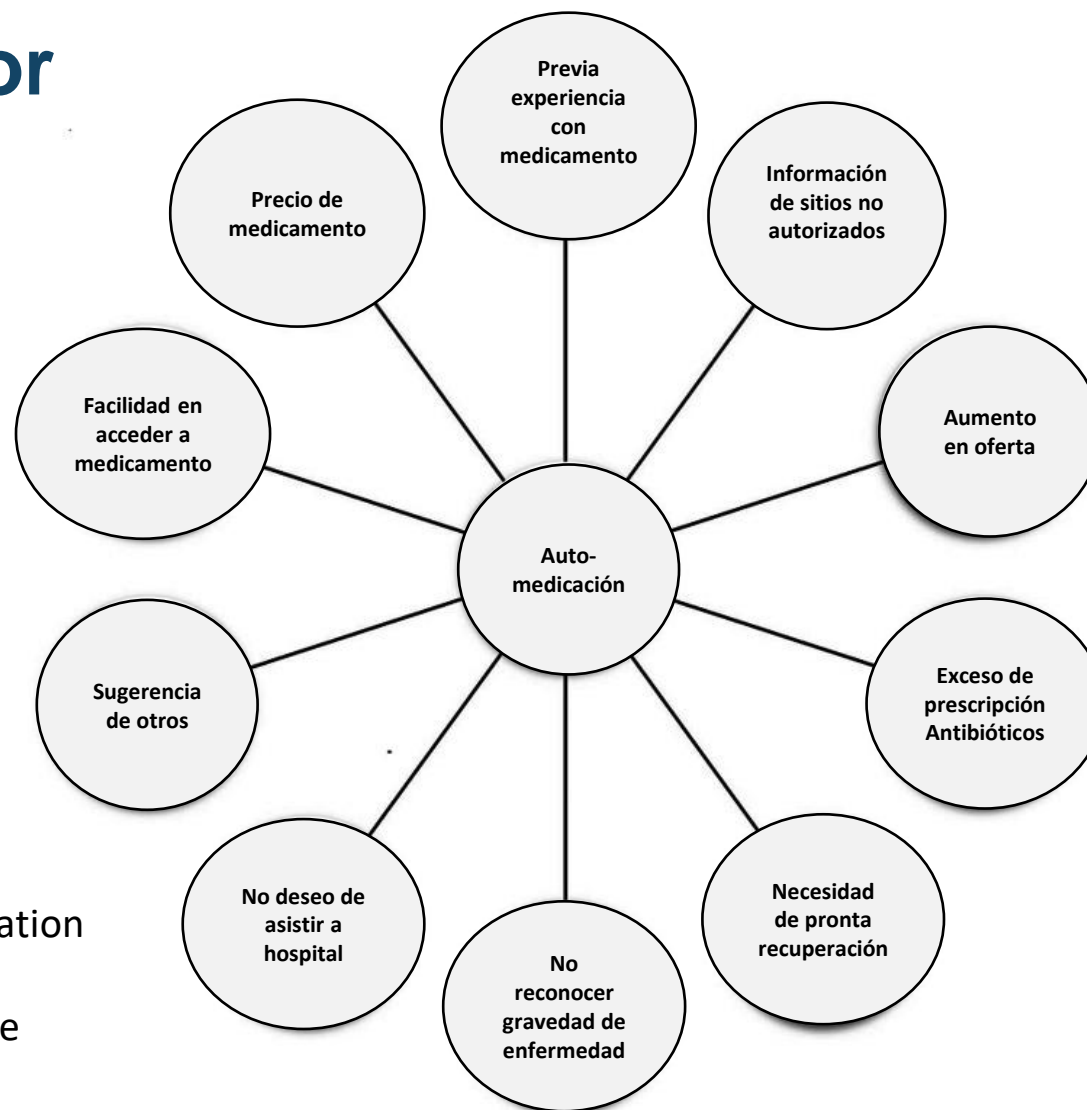 or
Previa
experiencia
con
medicamento
Información
de sitios no
autorizados
Aumento
en oferta
Exceso de
prescripción
Antibióticos
Necesidad
de pronta
recuperación
No
reconocer
gravedad de
enfermedad
No deseo de
asistir a
hospital
Sugerencia
de otros
Facilidad en
acceder a
medicamento
Precio de
medicamento
Auto-
medicación
ation
e